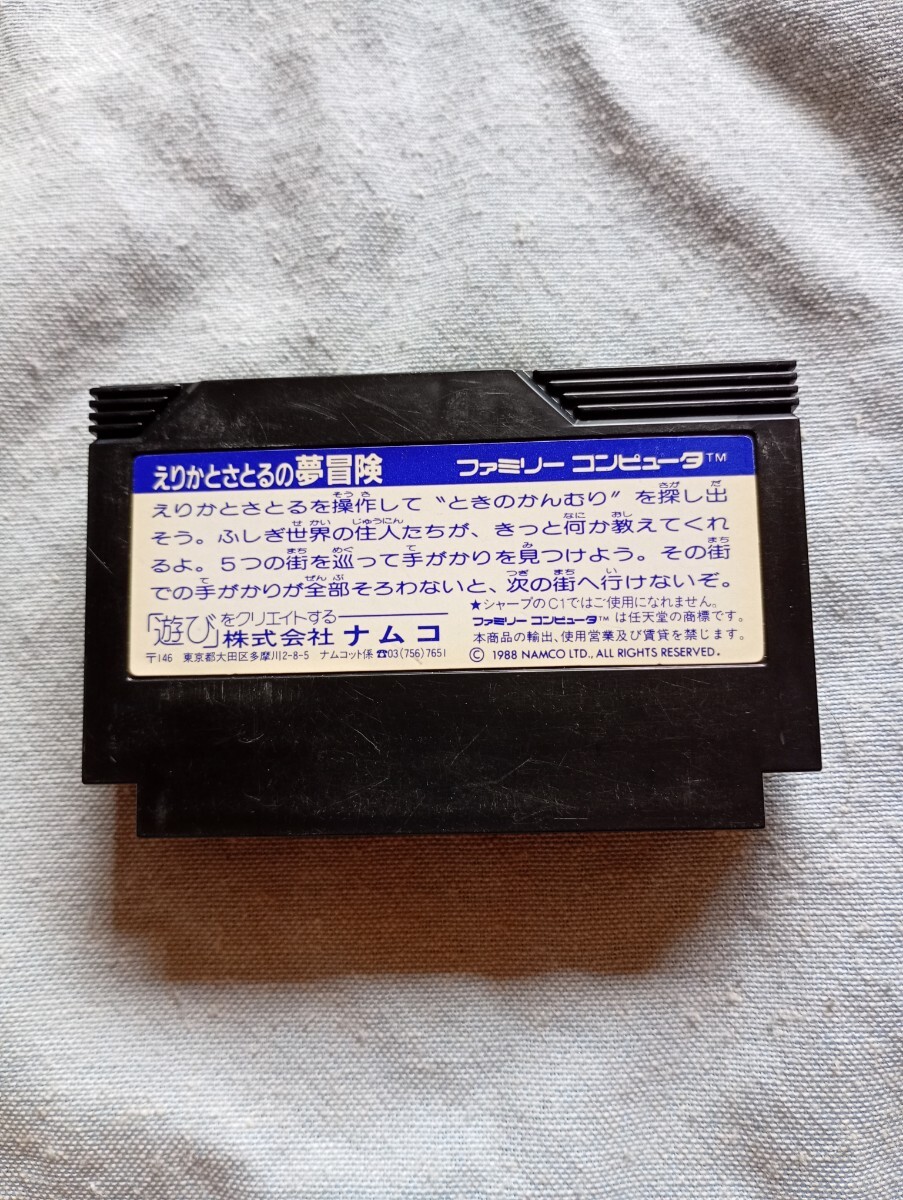 えりかとさとるの夢冒険 ファミリー コンピュータ™
えりかとさとるを操作して“ときのかんむり”を探し出
そう。ふしぎ世界の住人たちが、きっと何か教えてくれ
るよ。5つの街を巡って手がかりを見つけよう。その街
での手がかりが全部そろわないと、次の街へ行けないぞ。
「遊び」をクリエイトする
株式会社 ナムコ
〒146 東京都大田区多摩川2-8-5 ナムコット係 ☎03(756)7651
★シャープのC1ではご使用になれません。
ファミリー コンピュータ™ は任天堂の商標です。
本商品の輸出、使用営業及び賃貸を禁じます。
© 1988 NAMCO LTD., ALL RIGHTS RESERVED.